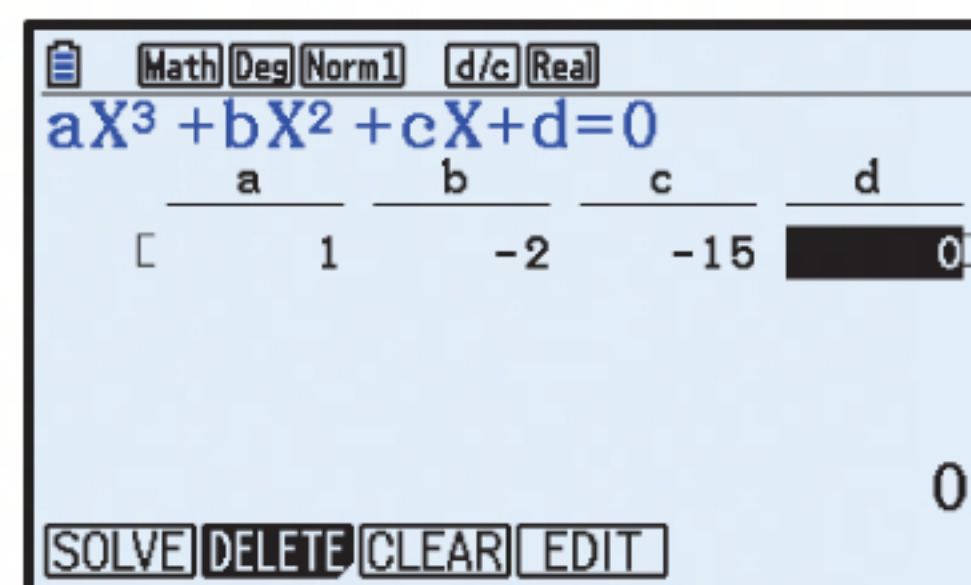 Math Deg Norm1 d/c Real
aX³+bX²+cX+d=0
a b c d
[ 1 -2 -15 0]
0
SOLVE DELETE CLEAR EDIT